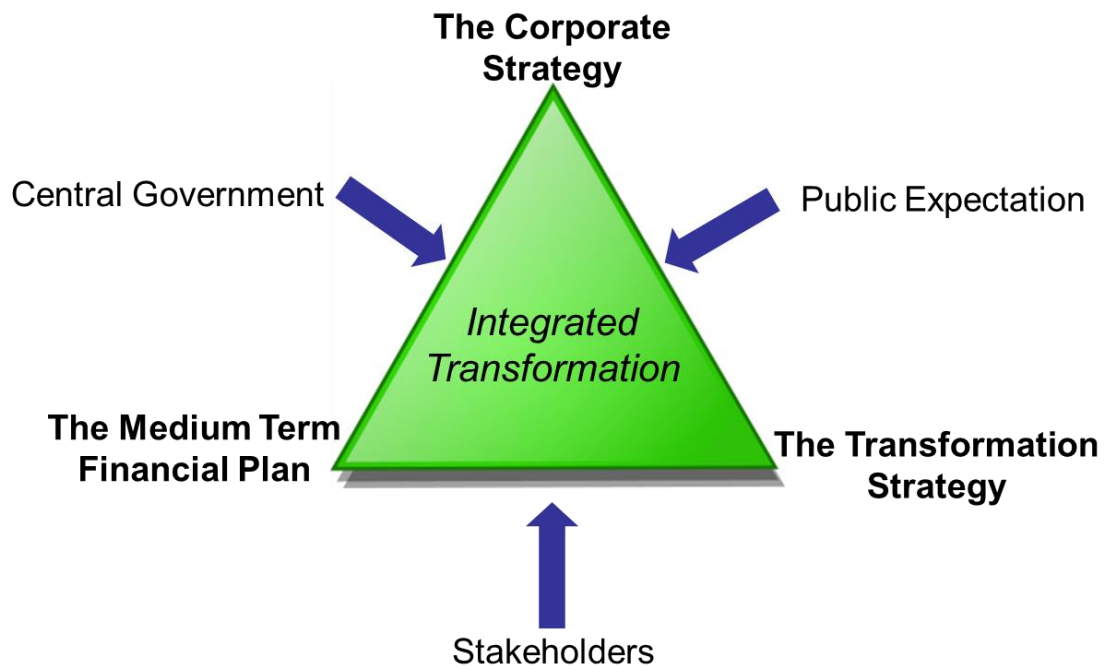 The Corporate
Strategy
Central Government
Public Expectation
Integrated
Transformation
The Medium Term
Financial Plan
The Transformation
Strategy
Stakeholders